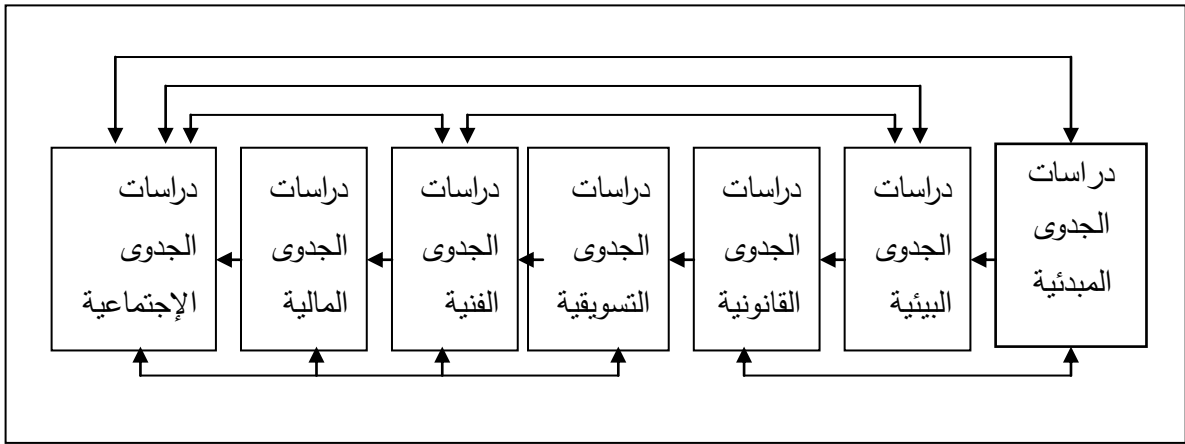 دراسات
الجدوى
المبدئية
دراسات
الجدوى
البيئية
دراسات
الجدوى
القانونية
دراسات
الجدوى
التسويقية
دراسات
الجدوى
الفنية
دراسات
الجدوى
المالية
دراسات
الجدوى
الإجتماعية